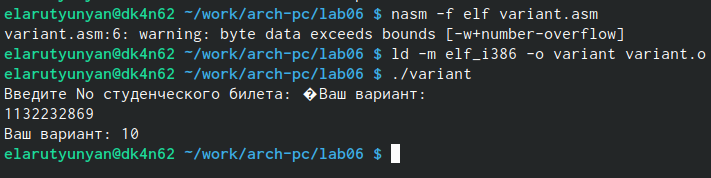 elarutyunyan@dk4n62 ~/work/arch-pc/lab06 $ nasm -f elf variant.asm
variant.asm:6: warning: byte data exceeds bounds [-w+number-overflow]
elarutyunyan@dk4n62 ~/work/arch-pc/lab06 $ ld -m elf_i386 -o variant variant.o
elarutyunyan@dk4n62 ~/work/arch-pc/lab06 $ ./variant
Введите No студенческого билета: �Ваш вариант:
1132232869
Ваш вариант: 10
elarutyunyan@dk4n62 ~/work/arch-pc/lab06 $